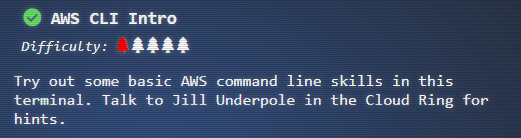 AWS CLI Intro
Difficulty:
Try out some basic AWS command line skills in this
terminal. Talk to Jill Underpole in the Cloud Ring for
hints.